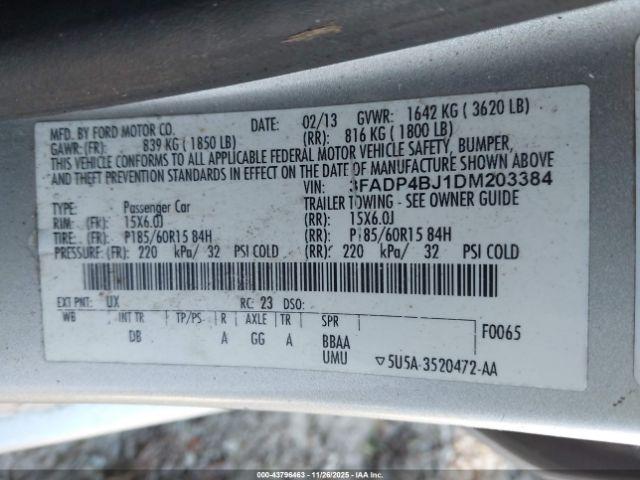 MFD. BY FORD MOTOR CO. DATE: 02/13 GVWR: 1642 KG ( 3620 LB)
GAWR: (FR): 839 KG ( 1850 LB) (RR): 816 KG ( 1800 LB)
THIS VEHICLE CONFORMS TO ALL APPLICABLE FEDERAL MOTOR VEHICLE SAFETY, BUMPER,
AND THEFT PREVENTION STANDARDS IN EFFECT ON THE DATE OF MANUFACTURE SHOWN ABOVE
VIN: 3FADP4BJ1DM203384
TYPE: Passenger Car TRAILER TOWING - SEE OWNER GUIDE
RIM: (FR): 15X6.0J (RR): 15X6.0J
TIRE: (FR): P185/60R15 84H (RR): P185/60R15 84H
PRESSURE: (FR): 220 kPa/ 32 PSI COLD (RR): 220 kPa/ 32 PSI COLD
EXT PNT: UX RC: 23 DSO:
WB INT TR TP/PS R AXLE TR SPR F0065
DB A GG A BBAA
UMU ▽5U5A-3520472-AA
000-43796463 - 11/26/2025 - IAAI.com